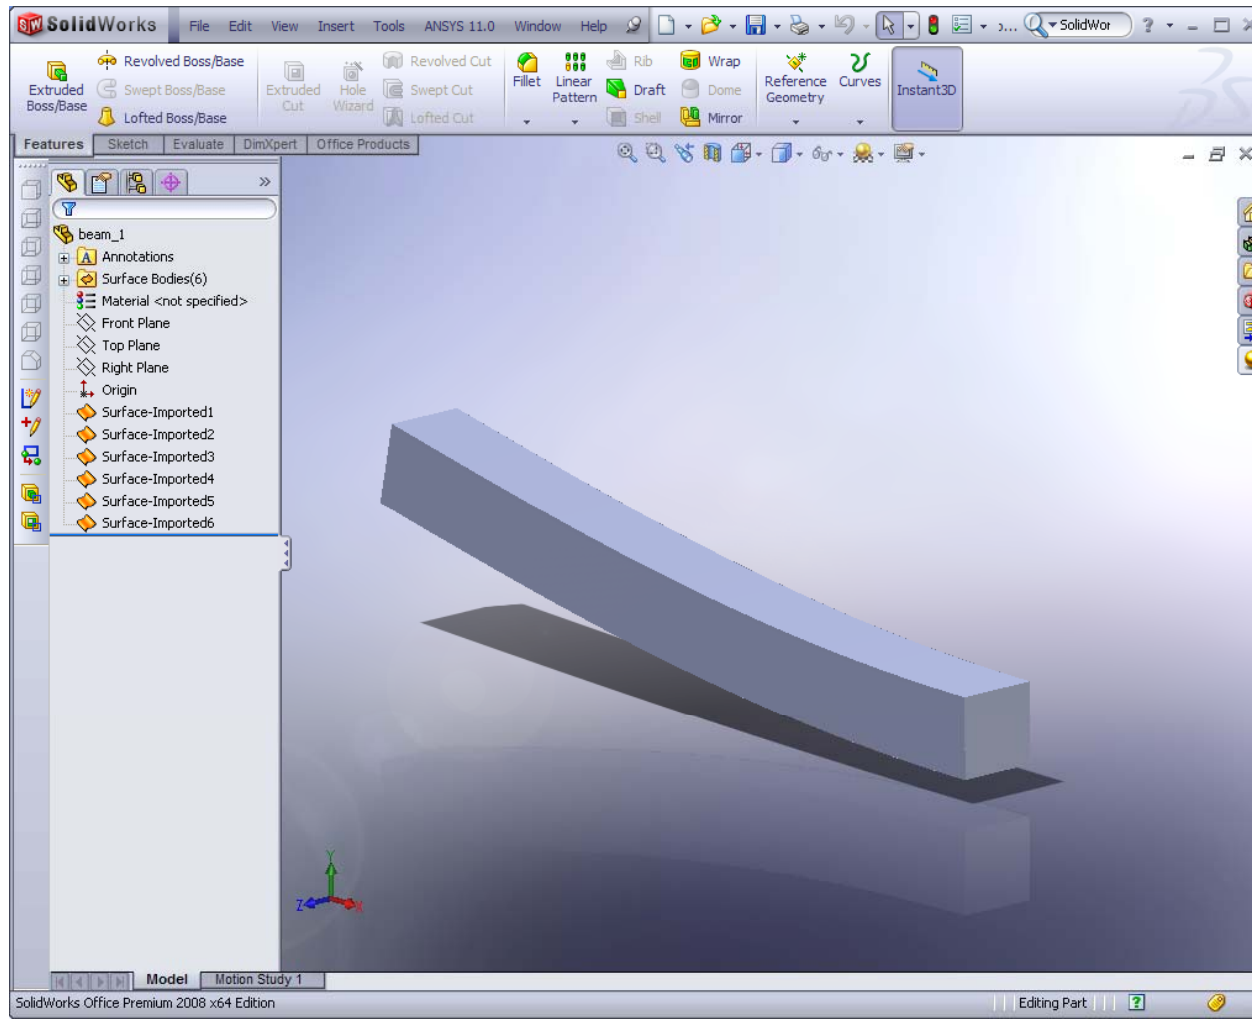 SolidWorks File Edit View Insert Tools ANSYS 11.0 Window Help SolidWor
Extruded Boss/Base
Revolved Boss/Base
Swept Boss/Base
Lofted Boss/Base
Extruded Cut
Hole Wizard
Revolved Cut
Swept Cut
Lofted Cut
Fillet
Linear Pattern
Rib
Draft
Shell
Wrap
Dome
Mirror
Reference Geometry
Curves
Instant3D
Features Sketch Evaluate DimXpert Office Products
beam_1
Annotations
Surface Bodies(6)
Material <not specified>
Front Plane
Top Plane
Right Plane
Origin
Surface-Imported1
Surface-Imported2
Surface-Imported3
Surface-Imported4
Surface-Imported5
Surface-Imported6
Y
Z X
Model Motion Study 1
SolidWorks Office Premium 2008 x64 Edition Editing Part